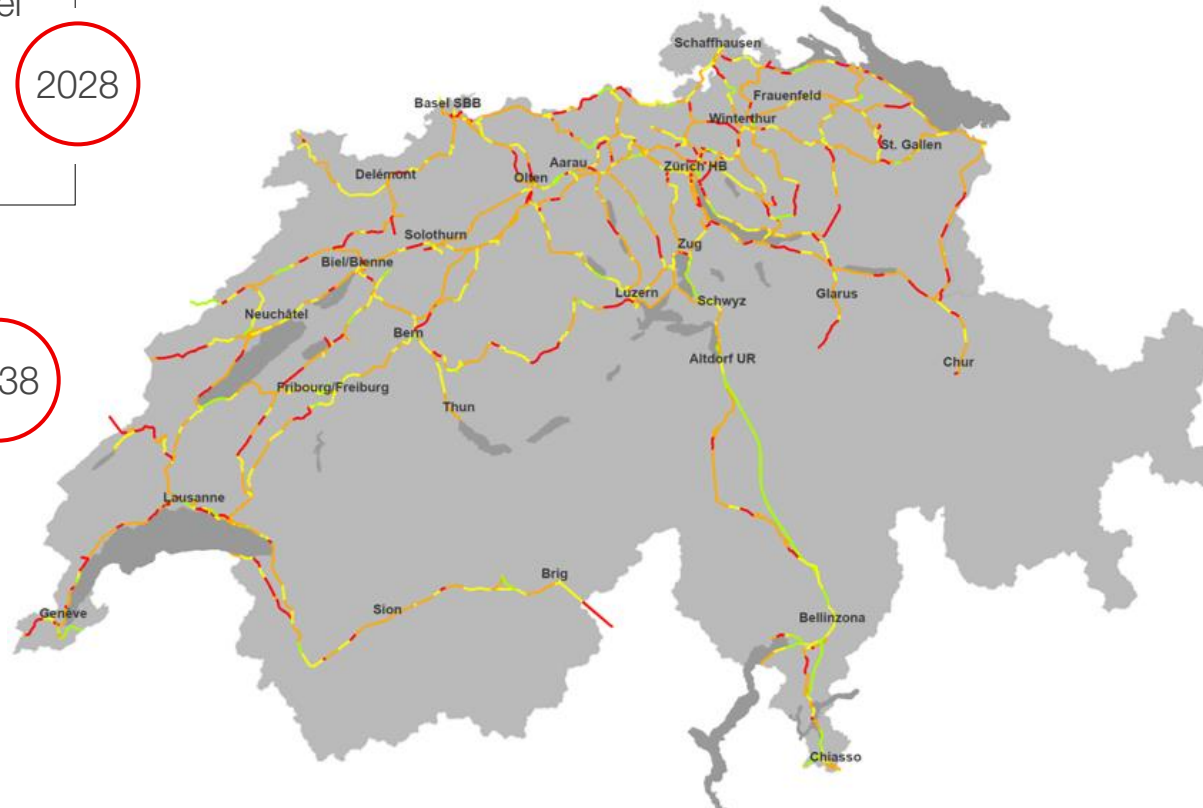 2028
38
Schaffhausen
Basel SBB
Frauenfeld
Winterthur
St. Gallen
Aarau
Zürich HB
Delémont
Olten
Solothurn
Zug
Biel/Bienne
Luzern
Schwyz
Glarus
Neuchâtel
Bern
Altdorf UR
Chur
Fribourg/Freiburg
Thun
Lausanne
Brig
Sion
Genève
Bellinzona
Chiasso